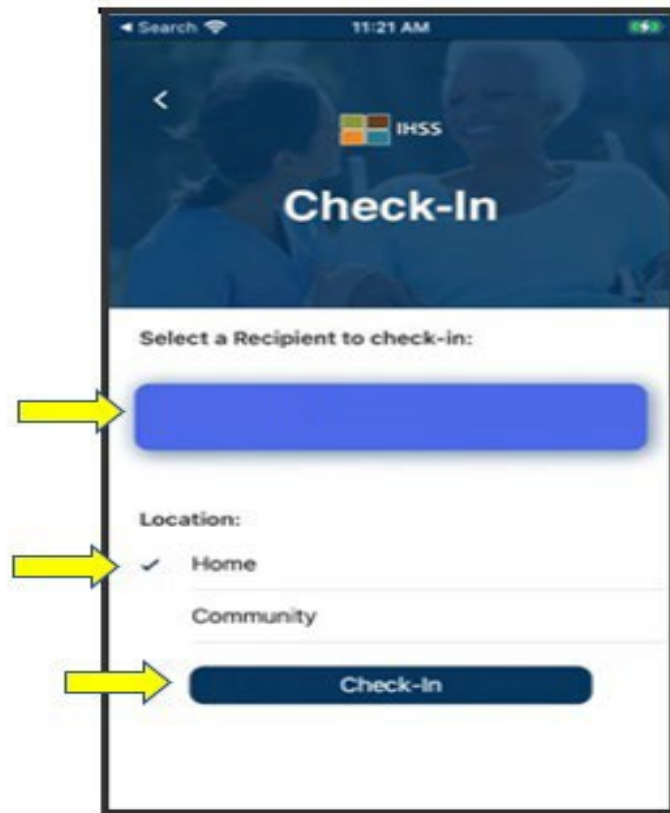 Search 11:21 AM
IHSS
Check-In
Select a Recipient to check-in:
Location:
Home
Community
Check-In